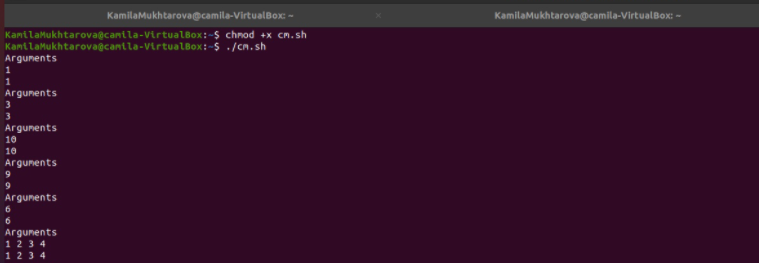 KamilaMukhtarova@camila-VirtualBox: ~ × KamilaMukhtarova@camila-VirtualBox: ~
KamilaMukhtarova@camila-VirtualBox:~$ chmod +x cm.sh
KamilaMukhtarova@camila-VirtualBox:~$ ./cm.sh
Arguments
1
1
Arguments
3
3
Arguments
10
10
Arguments
9
9
Arguments
6
6
Arguments
1 2 3 4
1 2 3 4